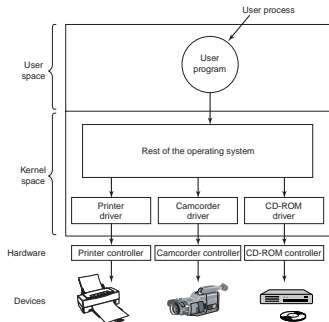 User process
User
program
User
space
Rest of the operating system
Kernel
space
Printer
driver
Camcorder
driver
CD-ROM
driver
Hardware
Printer controller
Camcorder controller
CD-ROM controller
Devices